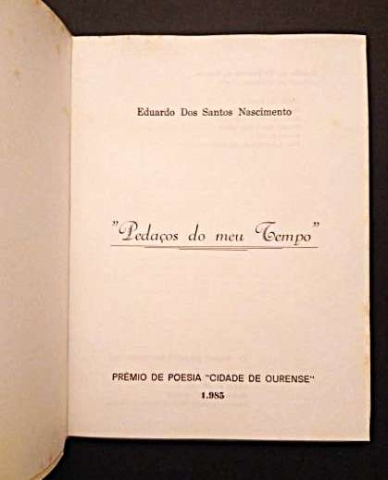 Eduardo Dos Santos Nascimento
"Pedaços do meu Tempo"
PRÉMIO DE POESIA "CIDADE DE OURENSE"
1.985